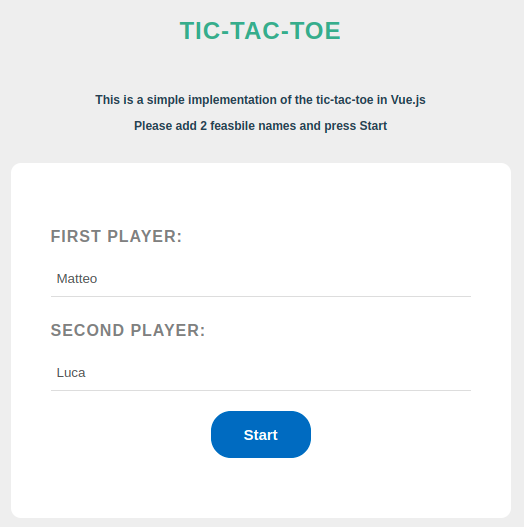 TIC-TAC-TOE
This is a simple implementation of the tic-tac-toe in Vue.js
Please add 2 feasbile names and press Start
FIRST PLAYER:
Matteo
SECOND PLAYER:
Luca
Start